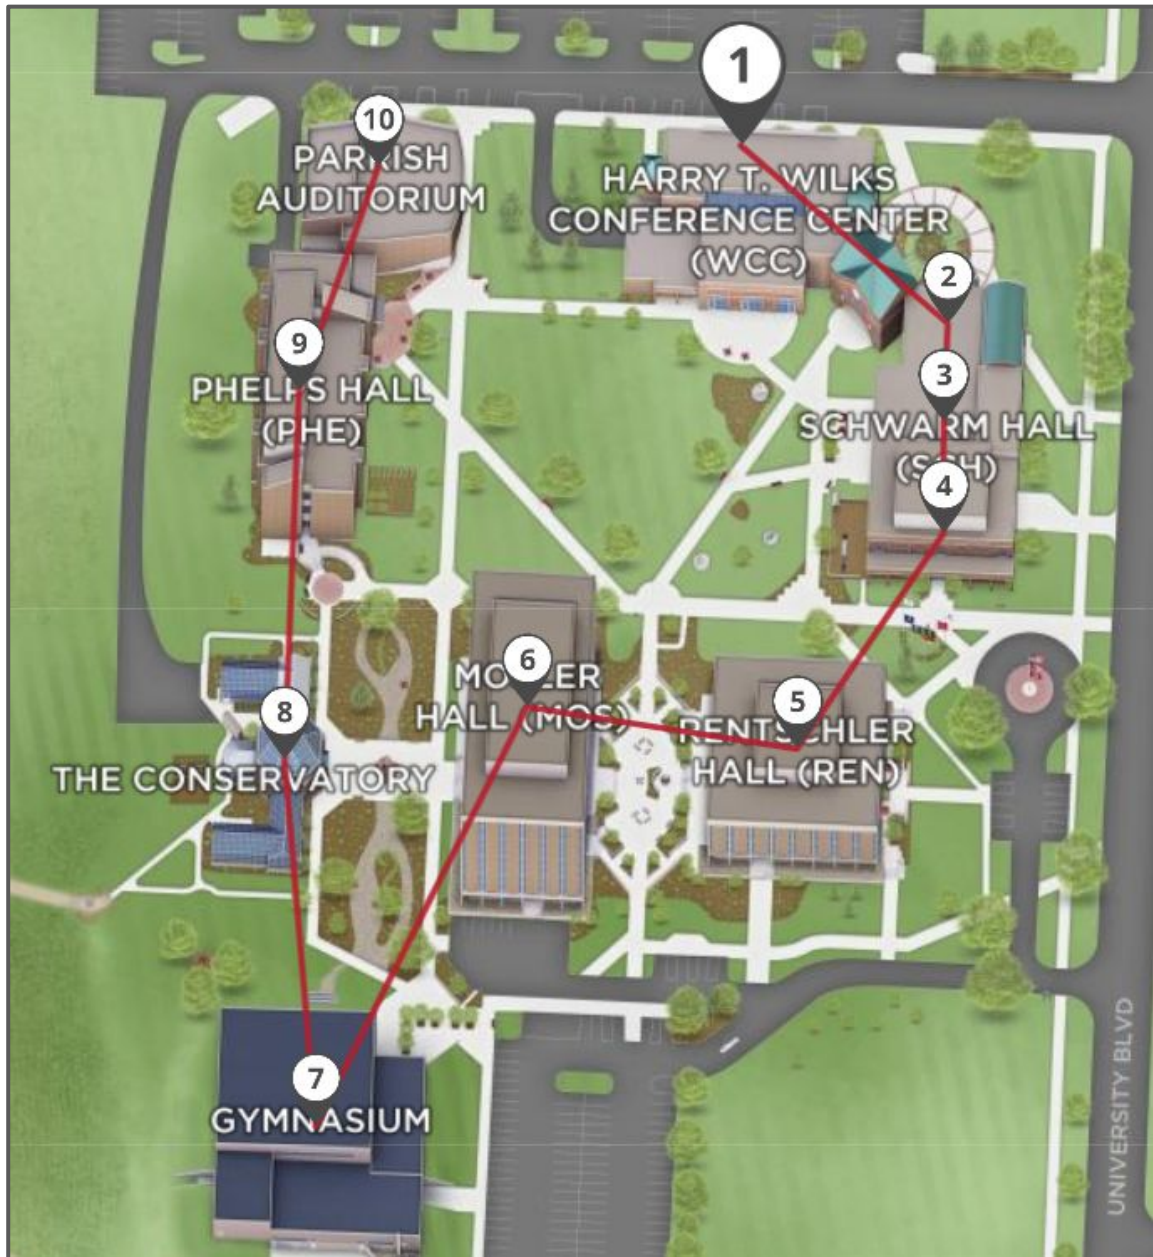 1
10
PARRISH
AUDITORIUM
HARRY T. WILKS
CONFERENCE CENTER
(WCC)
2
9
PHELPS HALL
(PHE)
3
SCHWARM HALL
(SCH)
4
6
MOSLER
HALL (MOS)
5
RENTSCHLER
HALL (REN)
8
THE CONSERVATORY
7
GYMNASIUM
UNIVERSITY BLVD